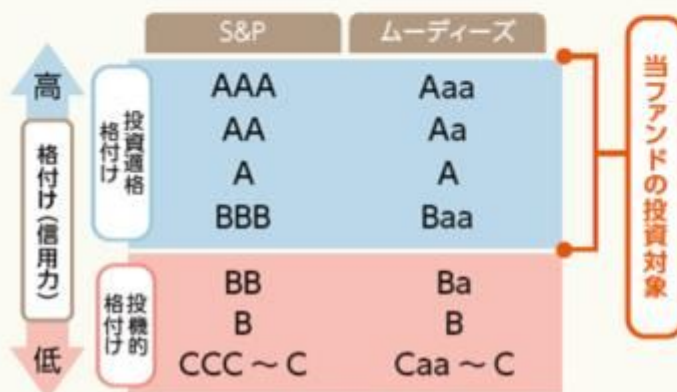 S&P ムーディーズ
高
格付け(信用力)
低
投資適格
格付け
AAA Aaa
AA Aa
A A
BBB Baa
投機的
格付け
BB Ba
B B
CCC ～ C Caa ～ C
当ファンドの投資対象